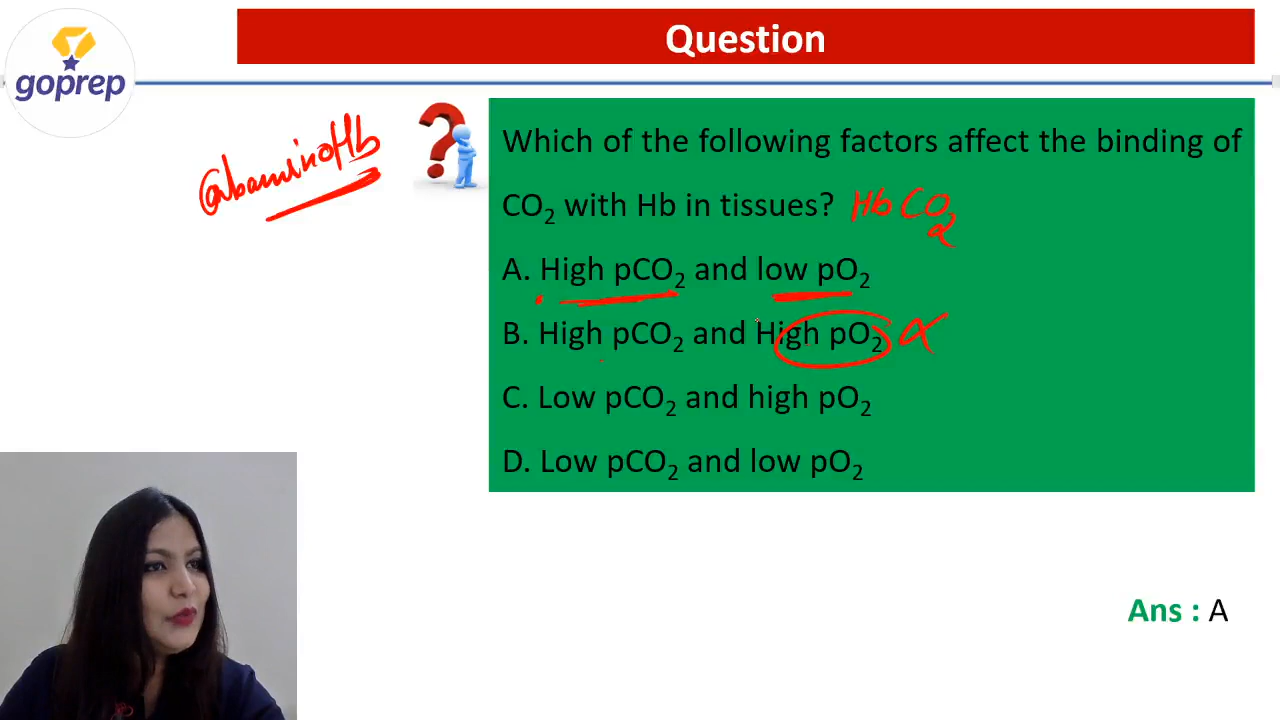 Question
goprep
CarbaminoHb
Which of the following factors affect the binding of
CO₂ with Hb in tissues? HbCO₂
A. High pCO₂ and low pO₂
B. High pCO₂ and High pO₂
C. Low pCO₂ and high pO₂
D. Low pCO₂ and low pO₂
Ans : A